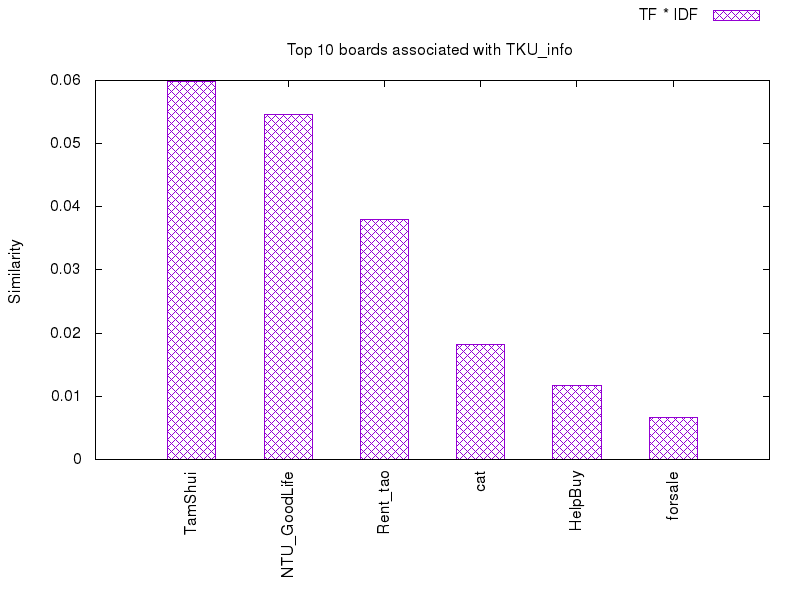 TF * IDF
Top 10 boards associated with TKU_info
Similarity
0.06
0.05
0.04
0.03
0.02
0.01
0
TamShui
NTU_GoodLife
Rent_tao
cat
HelpBuy
forsale